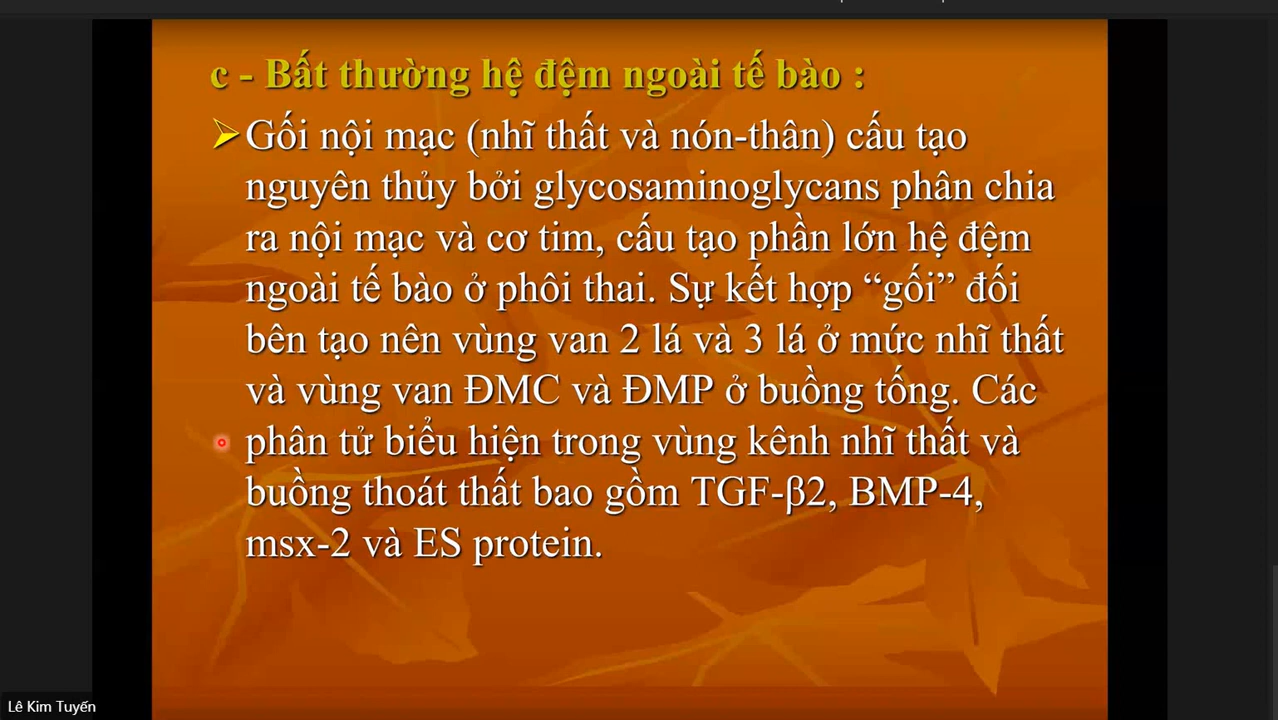 c - Bất thường hệ đệm ngoài tế bào :
Gối nội mạc (nhĩ thất và nón-thân) cấu tạo
nguyên thủy bởi glycosaminoglycans phân chia
ra nội mạc và cơ tim, cấu tạo phần lớn hệ đệm
ngoài tế bào ở phôi thai. Sự kết hợp “gối” đối
bên tạo nên vùng van 2 lá và 3 lá ở mức nhĩ thất
và vùng van ĐMC và ĐMP ở buồng tống. Các
phân tử biểu hiện trong vùng kênh nhĩ thất và
buồng thoát thất bao gồm TGF-β2, BMP-4,
msx-2 và ES protein.
Lê Kim Tuyến